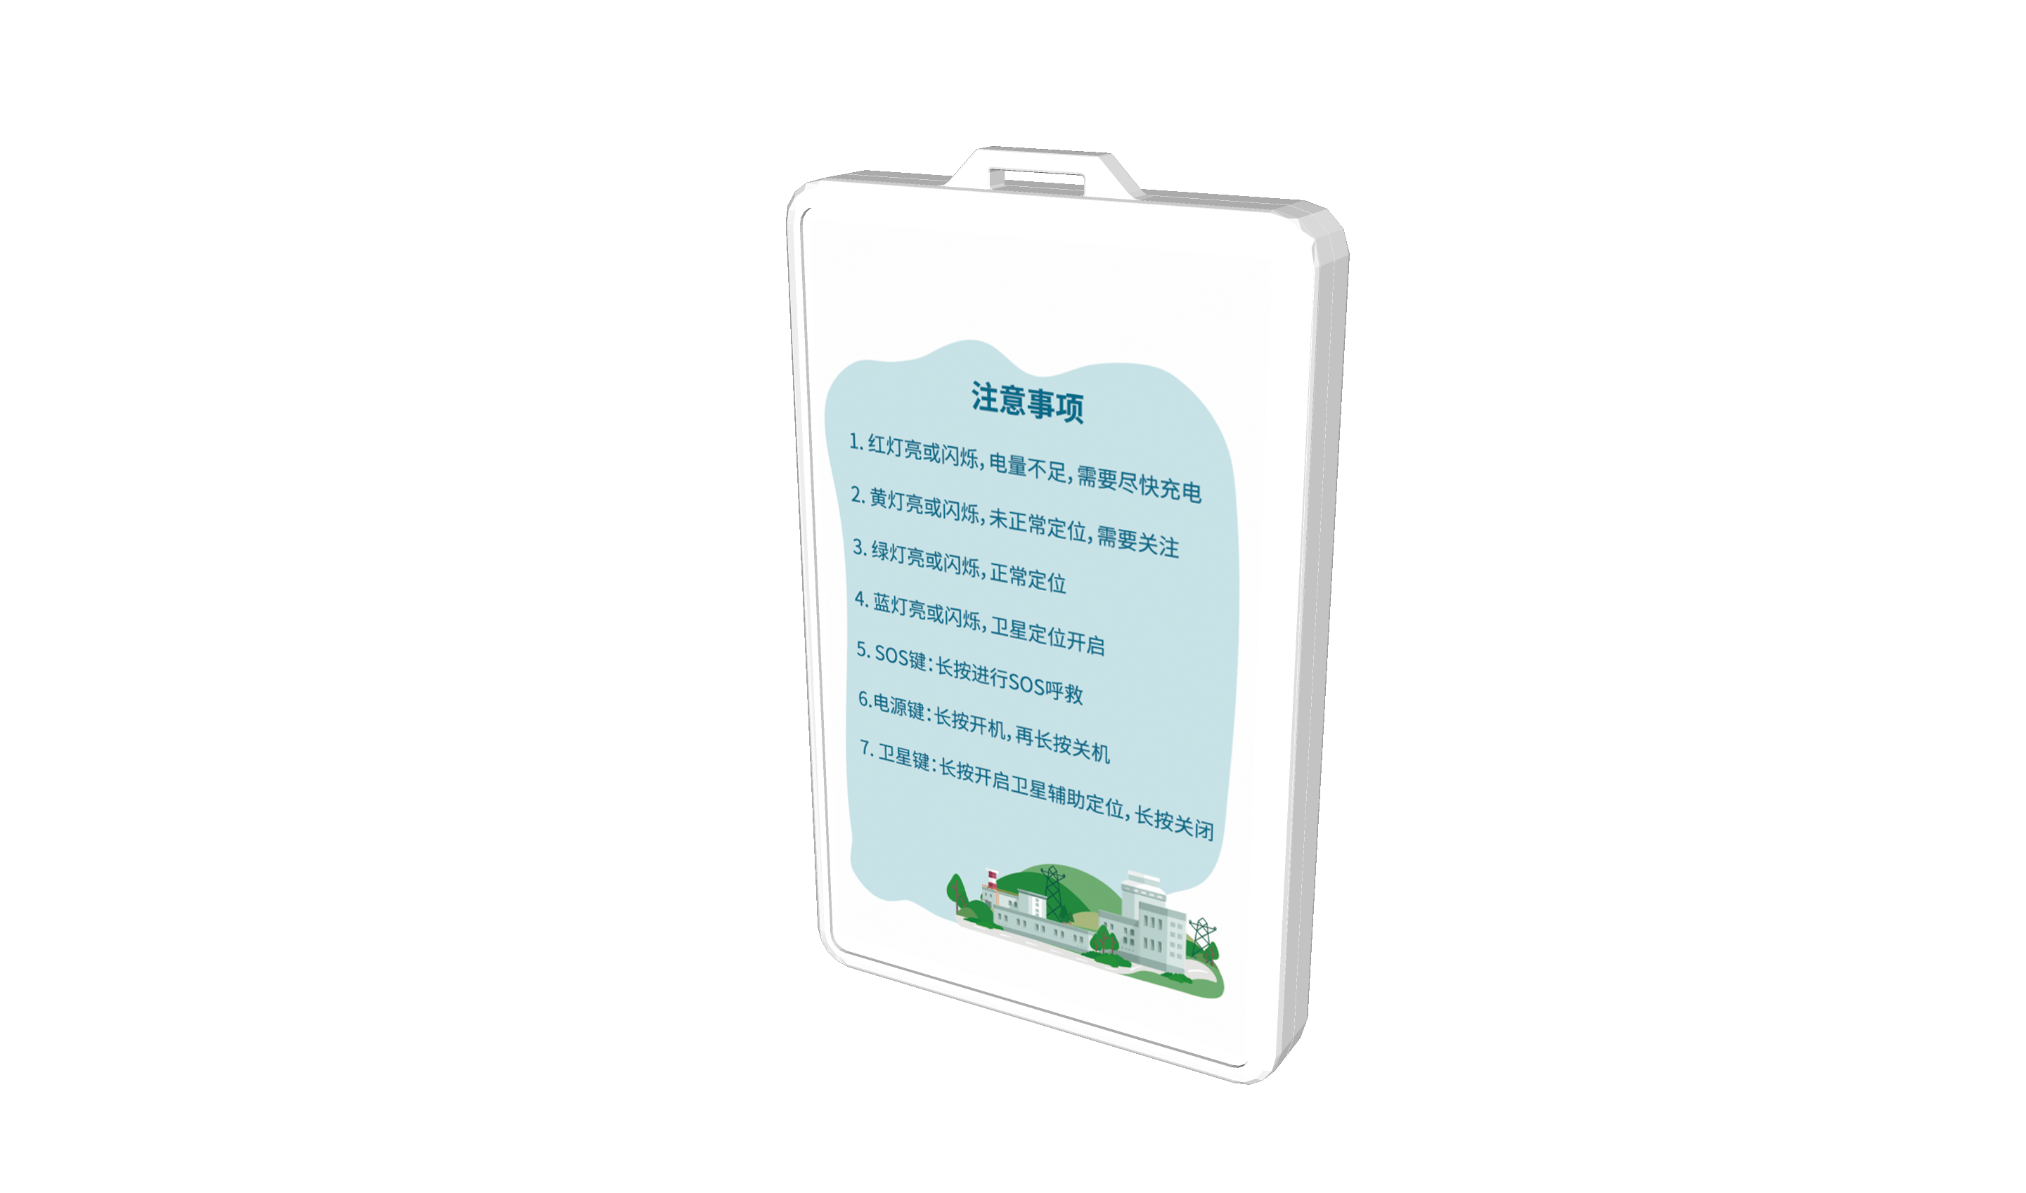 注意事项
1. 红灯亮或闪烁，电量不足，需要尽快充电
2. 黄灯亮或闪烁，未正常定位，需要关注
3. 绿灯亮或闪烁，正常定位
4. 蓝灯亮或闪烁，卫星定位开启
5. SOS键：长按进行SOS呼救
6.电源键：长按开机，再长按关机
7. 卫星键：长按开启卫星辅助定位，长按关闭